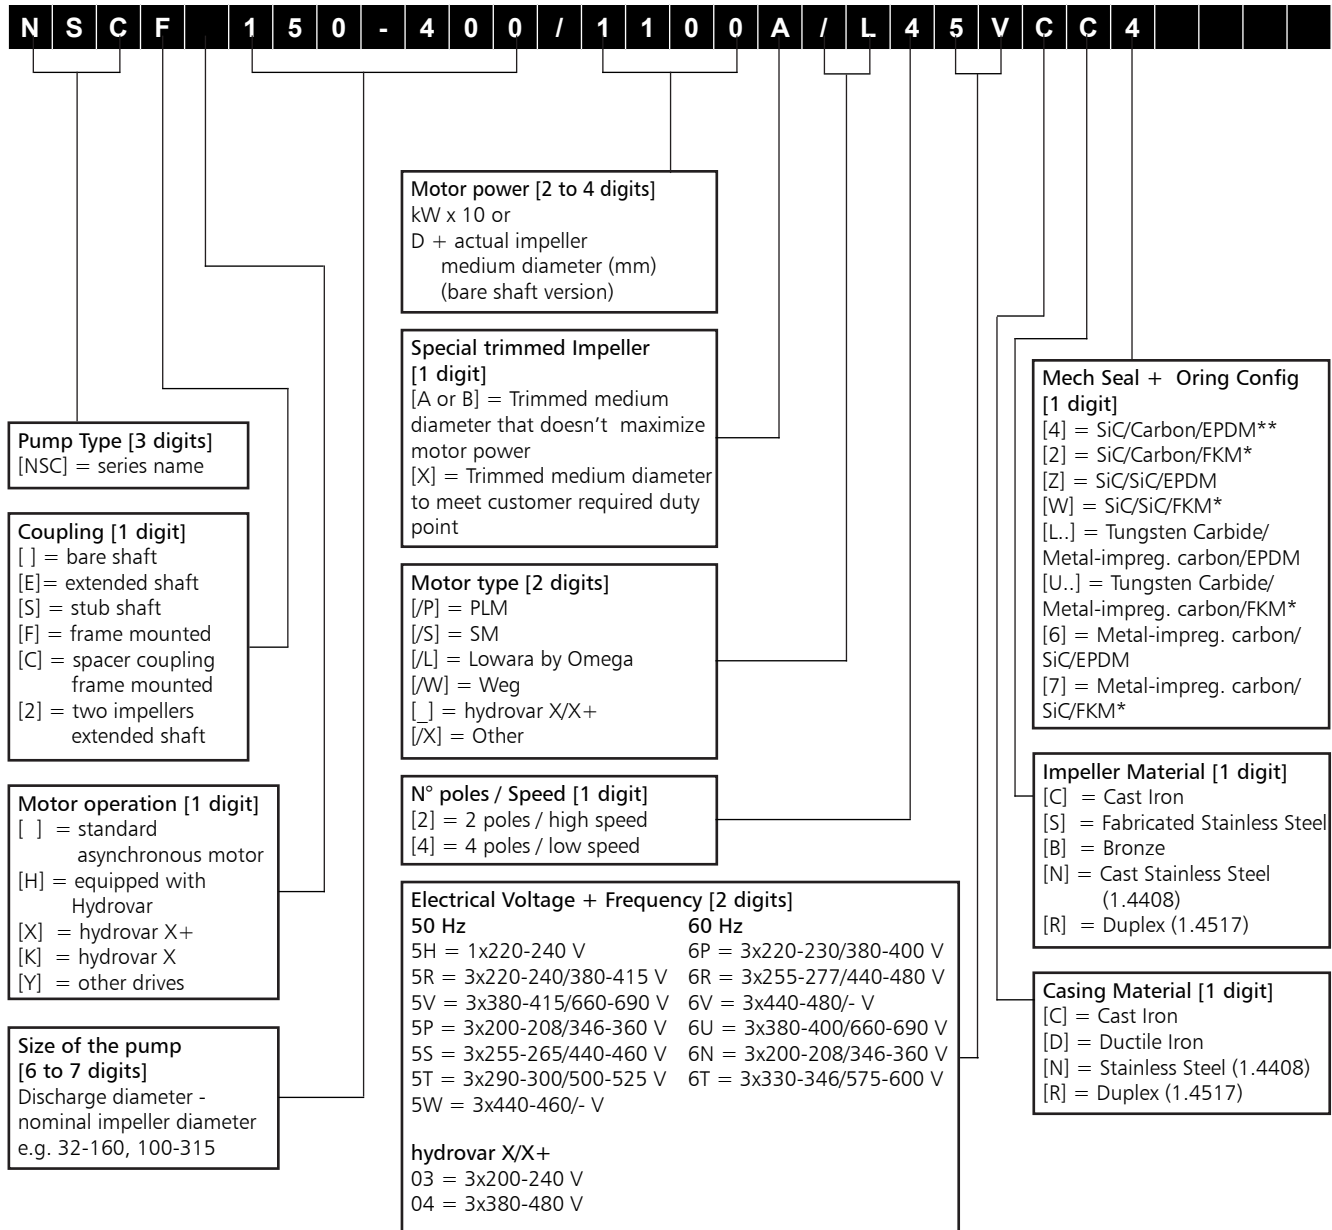 N S C F 1 5 0 - 4 0 0 / 1 1 0 0 A / L 4 5 V C C 4
Motor power [2 to 4 digits]
kW x 10 or
D + actual impeller
medium diameter (mm)
(bare shaft version)
Special trimmed Impeller
[1 digit]
[A or B] = Trimmed medium
diameter that doesn't maximize
motor power
[X] = Trimmed medium diameter
to meet customer required duty
point
Pump Type [3 digits]
[NSC] = series name
Coupling [1 digit]
[ ] = bare shaft
[E]= extended shaft
[S] = stub shaft
[F] = frame mounted
[C] = spacer coupling
frame mounted
[2] = two impellers
extended shaft
Motor operation [1 digit]
[ ] = standard
asynchronous motor
[H] = equipped with
Hydrovar
[X] = hydrovar X+
[K] = hydrovar X
[Y] = other drives
Size of the pump
[6 to 7 digits]
Discharge diameter -
nominal impeller diameter
e.g. 32-160, 100-315
Motor type [2 digits]
[/P] = PLM
[/S] = SM
[/L] = Lowara by Omega
[/W] = Weg
[_] = hydrovar X/X+
[/X] = Other
N° poles / Speed [1 digit]
[2] = 2 poles / high speed
[4] = 4 poles / low speed
Electrical Voltage + Frequency [2 digits]
50 Hz 60 Hz
5H = 1x220-240 V 6P = 3x220-230/380-400 V
5R = 3x220-240/380-415 V 6R = 3x255-277/440-480 V
5V = 3x380-415/660-690 V 6V = 3x440-480/- V
5P = 3x200-208/346-360 V 6U = 3x380-400/660-690 V
5S = 3x255-265/440-460 V 6N = 3x200-208/346-360 V
5T = 3x290-300/500-525 V 6T = 3x330-346/575-600 V
5W = 3x440-460/- V
hydrovar X/X+
03 = 3x200-240 V
04 = 3x380-480 V
Mech Seal + Oring Config
[1 digit]
[4] = SiC/Carbon/EPDM**
[2] = SiC/Carbon/FKM*
[Z] = SiC/SiC/EPDM
[W] = SiC/SiC/FKM*
[L..] = Tungsten Carbide/
Metal-impreg. carbon/EPDM
[U..] = Tungsten Carbide/
Metal-impreg. carbon/FKM*
[6] = Metal-impreg. carbon/
SiC/EPDM
[7] = Metal-impreg. carbon/
SiC/FKM*
Impeller Material [1 digit]
[C] = Cast Iron
[S] = Fabricated Stainless Steel
[B] = Bronze
[N] = Cast Stainless Steel
(1.4408)
[R] = Duplex (1.4517)
Casing Material [1 digit]
[C] = Cast Iron
[D] = Ductile Iron
[N] = Stainless Steel (1.4408)
[R] = Duplex (1.4517)